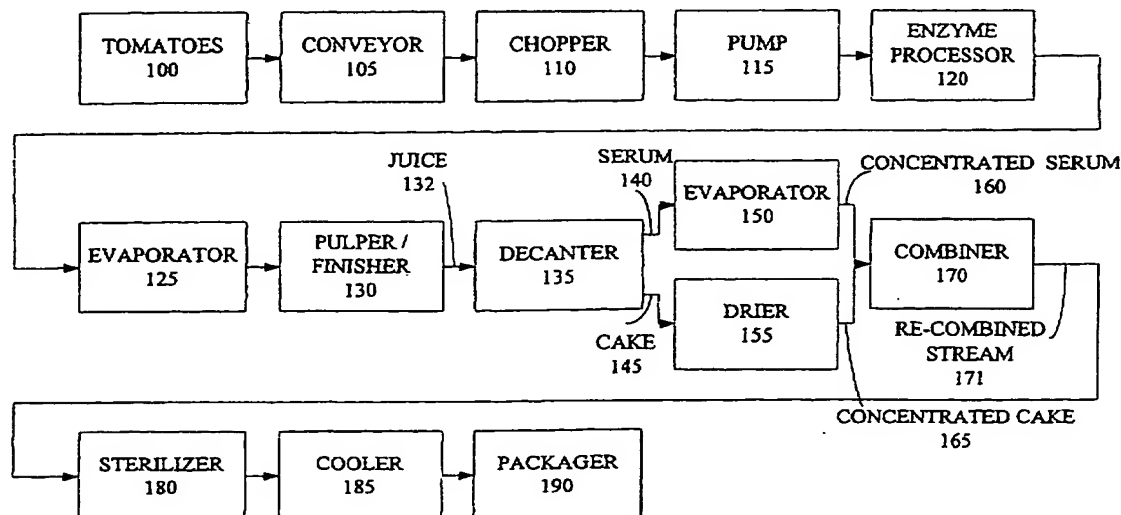 TOMATOES
100
CONVEYOR
105
CHOPPER
110
PUMP
115
ENZYME
PROCESSOR
120
JUICE
132
SERUM
140
CONCENTRATED SERUM
160
EVAPORATOR
125
PULPER /
FINISHER
130
DECANTER
135
EVAPORATOR
150
DRIER
155
COMBINER
170
CAKE
145
RE-COMBINED
STREAM
171
CONCENTRATED CAKE
165
STERILIZER
180
COOLER
185
PACKAGER
190